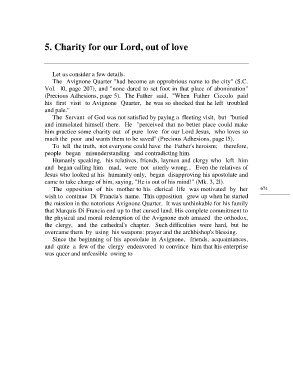 5. Charity for our Lord, out of love
Let us consider a few details.
The Avignone Quarter "had become an opprobrious name to the city" (S.C.
Vol. 10, page 207), and "none dared to set foot in that place of abomination"
(Precious Adhesions, page 5). The Father said, "When Father Ciccolo paid
his first visit to Avignone Quarter, he was so shocked that he left troubled
and pale."
The Servant of God was not satisfied by paying a fleeting visit, but "buried
and immolated himself there. He "perceived that no better place could make
him practice some charity out of pure love for our Lord Jesus, who loves so
much the poor and wants them to be saved" (Precious Adhesions, page 19).
To tell the truth, not everyone could have the Father's heroism; therefore,
people began misunderstanding and contradicting him.
Humanly speaking, his relatives, friends, laymen and clergy who left him
and began calling him mad, were not utterly wrong... Even the relatives of
Jesus who looked at his humanity only, began disapproving his apostolate and
came to take charge of him, saying, "He is out of his mind!" (Mk. 3, 21).
The opposition of his mother to his clerical life was motivated by her
wish to continue Di Francia's name. This opposition grew when he started
the mission in the notorious Avignone Quarter. It was unthinkable for his family
that Marquis Di Francia end up to that cursed land. His complete commitment to
the physical and moral redemption of the Avignone mob amazed the orthodox,
the clergy, and the cathedral's chapter. Such difficulties were hard, but he
overcame them by using his weapons: prayer and the archbishop's blessing.
Since the beginning of his apostolate in Avignone, friends, acquaintances,
and quite a few of the clergy endeavored to convince him that his enterprise
was queer and unfeasible owing to